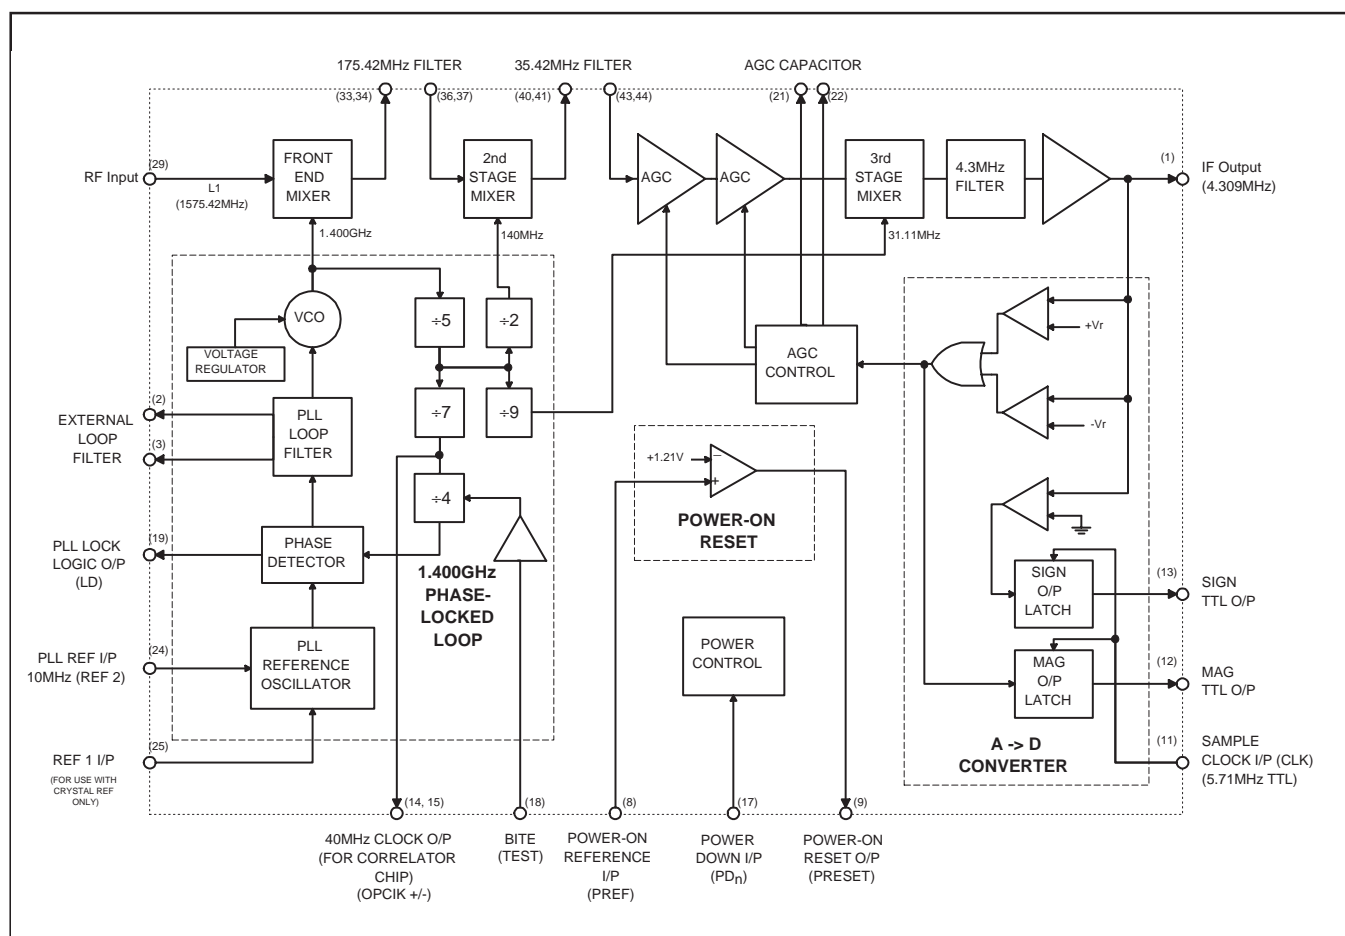 175.42MHz FILTER
35.42MHz FILTER
AGC CAPACITOR
(33,34)
(36,37)
(40,41)
(43,44)
(21)
(22)
RF Input
(29)
L1
(1575.42MHz)
FRONT
END
MIXER
2nd
STAGE
MIXER
AGC
AGC
3rd
STAGE
MIXER
4.3MHz
FILTER
(1)
IF Output
(4.309MHz)
1.400GHz
140MHz
31.11MHz
VCO
VOLTAGE
REGULATOR
÷5
÷2
÷7
÷9
÷4
AGC
CONTROL
+Vr
-Vr
EXTERNAL
LOOP
FILTER
(2)
(3)
PLL
LOOP
FILTER
+1.21V
−
+
POWER-ON
RESET
PLL LOCK
LOGIC O/P
(LD)
(19)
PHASE
DETECTOR
1.400GHz
PHASE-
LOCKED
LOOP
SIGN
O/P
LATCH
(13)
SIGN
TTL O/P
PLL REF I/P
10MHz (REF 2)
(24)
PLL
REFERENCE
OSCILLATOR
POWER
CONTROL
MAG
O/P
LATCH
(12)
MAG
TTL O/P
REF 1 I/P
(FOR USE WITH
CRYSTAL REF
ONLY)
(25)
A -> D
CONVERTER
(11)
SAMPLE
CLOCK I/P (CLK)
(5.71MHz TTL)
(14, 15)
(18)
(8)
(17)
(9)
40MHz CLOCK O/P
(FOR CORRELATOR
CHIP)
(OPCIK +/-)
BITE
(TEST)
POWER-ON
REFERENCE
I/P
(PREF)
POWER
DOWN I/P
(PDn)
POWER-ON
RESET O/P
(PRESET)